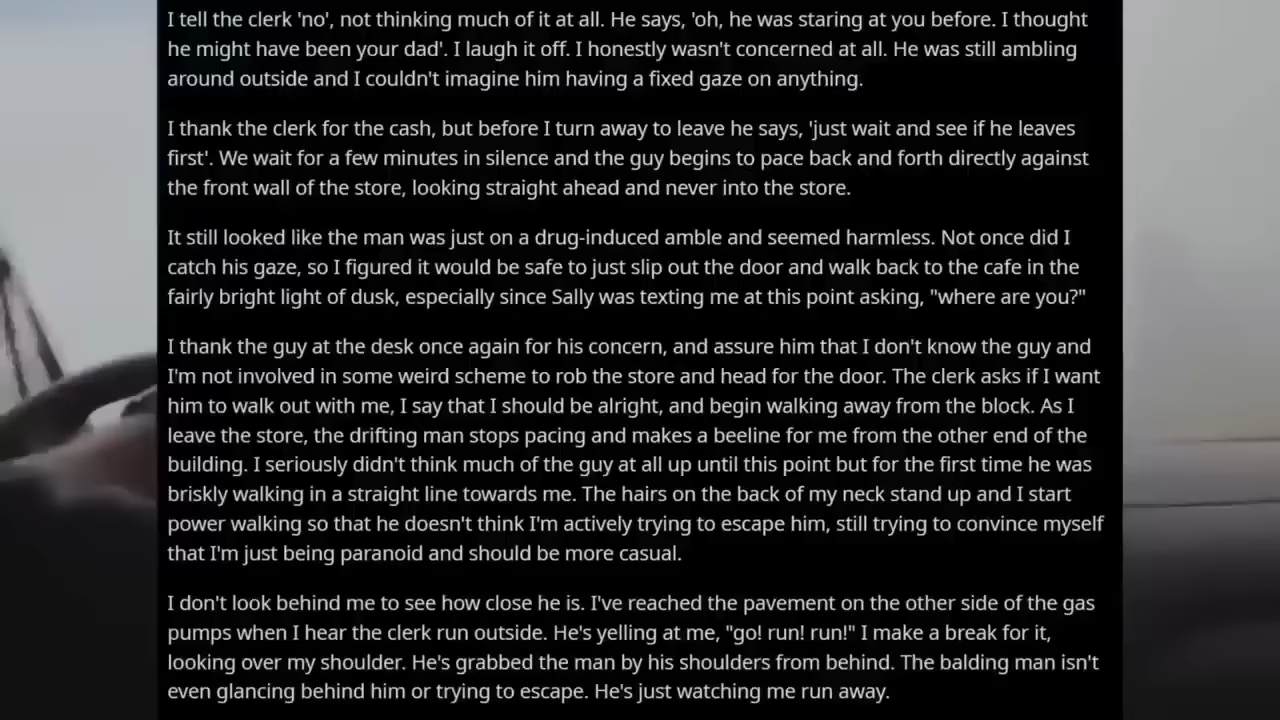 I tell the clerk 'no', not thinking much of it at all. He says, 'oh, he was staring at you before. I thought
he might have been your dad'. I laugh it off. I honestly wasn't concerned at all. He was still ambling
around outside and I couldn't imagine him having a fixed gaze on anything.
I thank the clerk for the cash, but before I turn away to leave he says, 'just wait and see if he leaves
first'. We wait for a few minutes in silence and the guy begins to pace back and forth directly against
the front wall of the store, looking straight ahead and never into the store.
It still looked like the man was just on a drug-induced amble and seemed harmless. Not once did I
catch his gaze, so I figured it would be safe to just slip out the door and walk back to the cafe in the
fairly bright light of dusk, especially since Sally was texting me at this point asking, "where are you?"
I thank the guy at the desk once again for his concern, and assure him that I don't know the guy and
I'm not involved in some weird scheme to rob the store and head for the door. The clerk asks if I want
him to walk out with me, I say that I should be alright, and begin walking away from the block. As I
leave the store, the drifting man stops pacing and makes a beeline for me from the other end of the
building. I seriously didn't think much of the guy at all up until this point but for the first time he was
briskly walking in a straight line towards me. The hairs on the back of my neck stand up and I start
power walking so that he doesn't think I'm actively trying to escape him, still trying to convince myself
that I'm just being paranoid and should be more casual.
I don't look behind me to see how close he is. I've reached the pavement on the other side of the gas
pumps when I hear the clerk run outside. He's yelling at me, "go! run! run!" I make a break for it,
looking over my shoulder. He's grabbed the man by his shoulders from behind. The balding man isn't
even glancing behind him or trying to escape. He's just watching me run away.